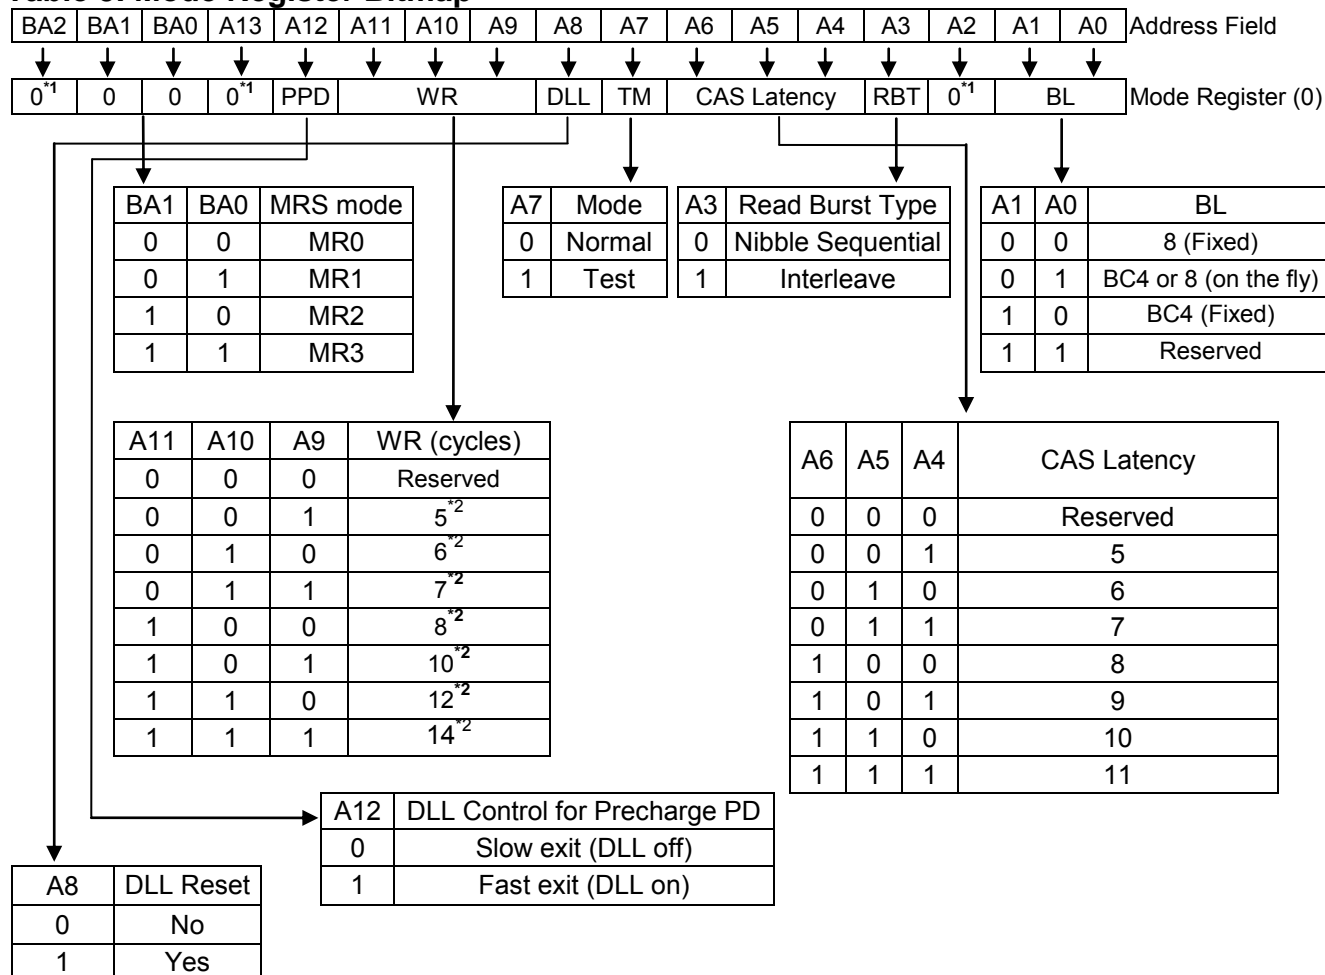 BA2 BA1 BA0 A13 A12 A11 A10 A9 A8 A7 A6 A5 A4 A3 A2 A1 A0 Address Field
0*1 0 0 0*1 PPD WR DLL TM CAS Latency RBT 0*1 BL Mode Register (0)
BA1 BA0 MRS mode
0 0 MR0
0 1 MR1
1 0 MR2
1 1 MR3
A7 Mode
0 Normal
1 Test
A3 Read Burst Type
0 Nibble Sequential
1 Interleave
A1 A0 BL
0 0 8 (Fixed)
0 1 BC4 or 8 (on the fly)
1 0 BC4 (Fixed)
1 1 Reserved
A11 A10 A9 WR (cycles)
0 0 0 Reserved
0 0 1 5*2
0 1 0 6*2
0 1 1 7*2
1 0 0 8*2
1 0 1 10*2
1 1 0 12*2
1 1 1 14*2
A6 A5 A4 CAS Latency
0 0 0 Reserved
0 0 1 5
0 1 0 6
0 1 1 7
1 0 0 8
1 0 1 9
1 1 0 10
1 1 1 11
A12 DLL Control for Precharge PD
0 Slow exit (DLL off)
1 Fast exit (DLL on)
A8 DLL Reset
0 No
1 Yes